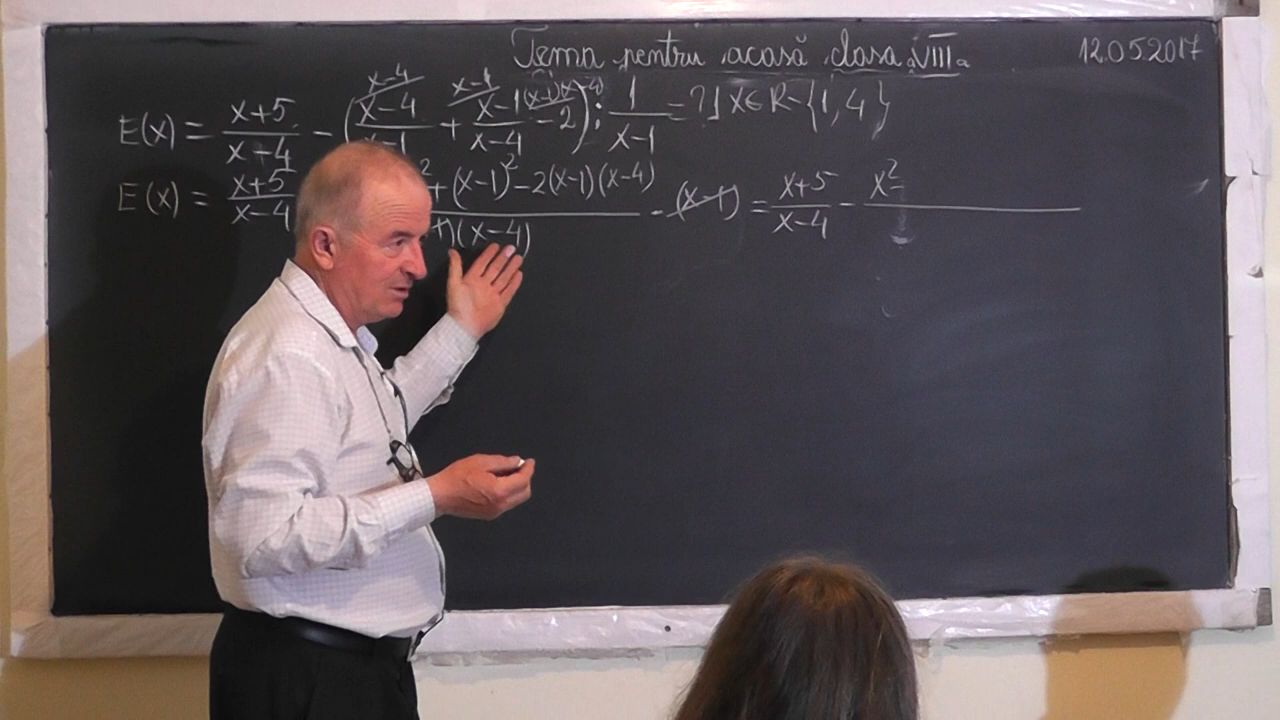 Tema pentru acasă clasa a VIII a 12.05.2017
E(x) = x+5/x-4 - (x-4/x-1 + x-1/x-4 - 2) : 1/x-1 = ? x∈R-{1,4}
E(x) = x+5/x-4 ² + (x-1)² - 2(x-1)(x-4)/(x-4) · (x-1) = x+5/x-4 - x²-